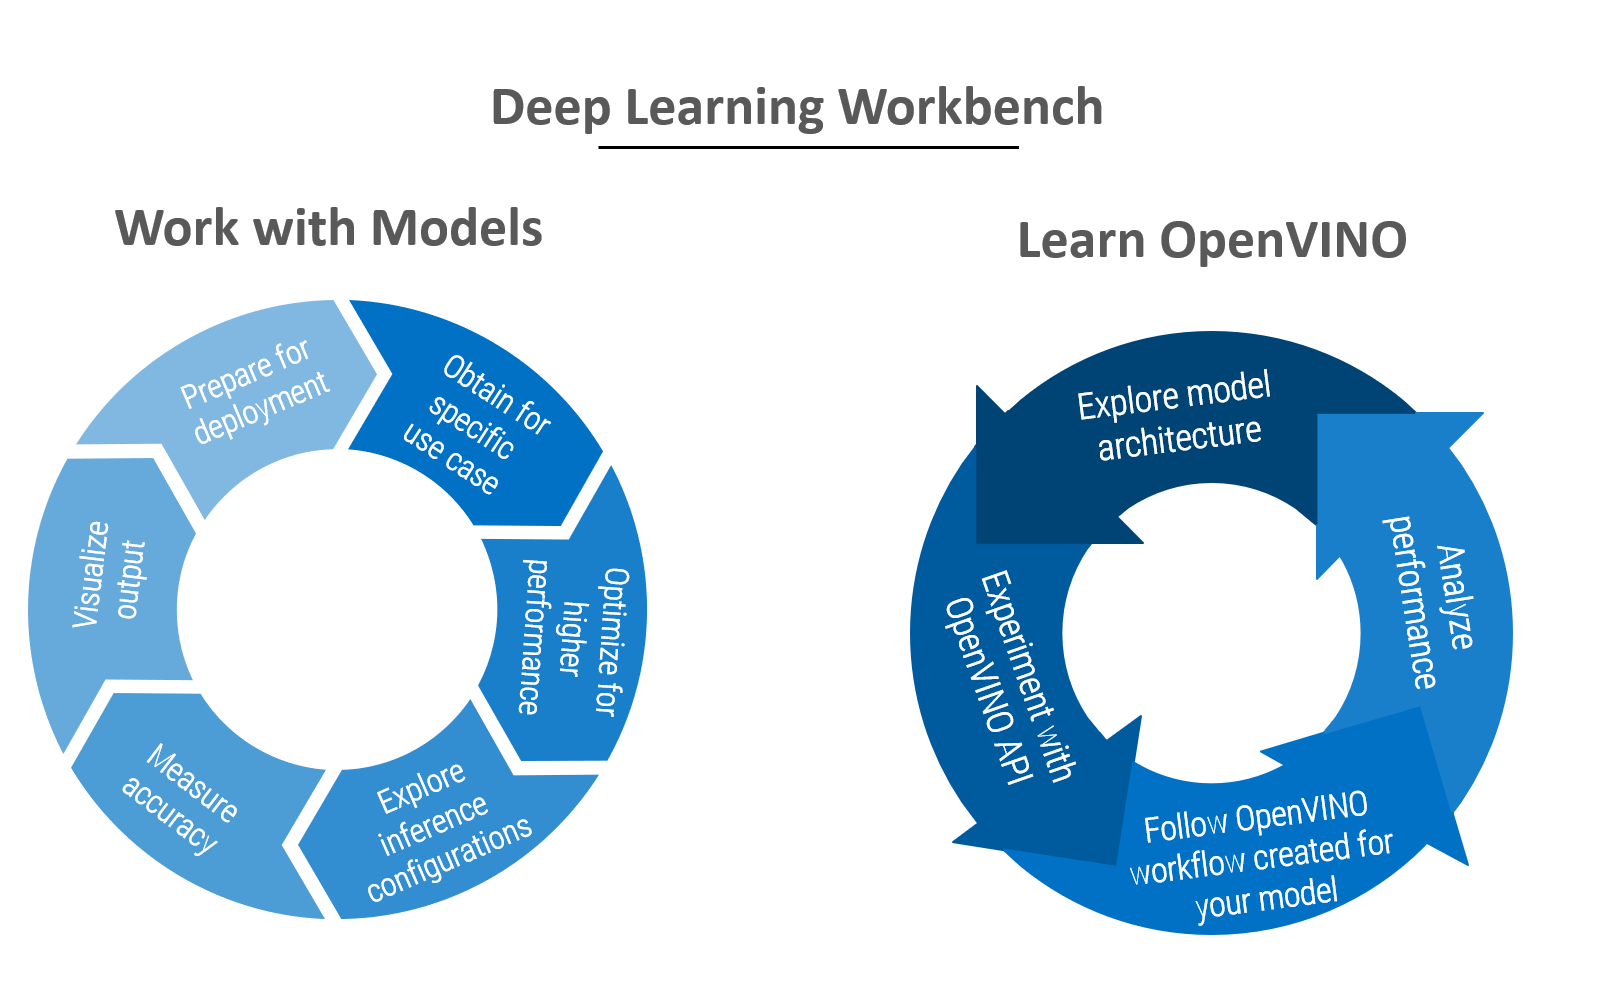 Deep Learning Workbench
Work with Models
Obtain for
specific
use case
Optimize for
higher
performance
Explore
inference
configurations
Measure
accuracy
Visualize
output
Prepare for
deployment
Learn OpenVINO
Explore model
architecture
Experiment with
OpenVINO API
Follow OpenVINO
workflow created for
your model
Analyze
performance